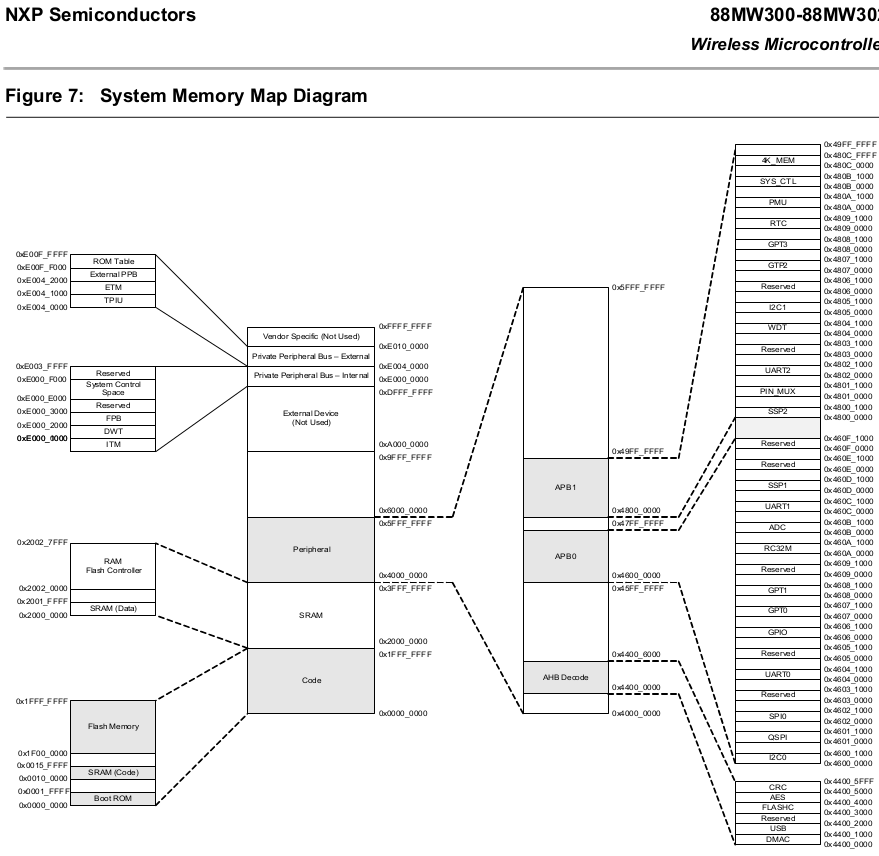 NXP Semiconductors
88MW300-88MW302
Wireless Microcontrolle
Figure 7: System Memory Map Diagram
0xE00F_FFFF
0xE00F_F000
0xE004_2000
0xE004_1000
0xE004_0000
ROM Table
External PPB
ETM
TPIU
0xE003_FFFF
0xE000_F000
0xE000_E000
0xE000_3000
0xE000_2000
Reserved
System Control
Space
Reserved
FPB
DWT
ITM
0x2002_7FFF
0x2002_0000
0x2001_FFFF
0x2000_0000
RAM
Flash Controller
SRAM (Data)
0x1FFF_FFFF
0x1F00_0000
0x0015_FFFF
0x0010_0000
0x0001_FFFF
0x0000_0000
Flash Memory
SRAM (Code)
Boot ROM
Vendor Specific (Not Used)
Private Peripheral Bus – External
Private Peripheral Bus – Internal
External Device
(Not Used)
Peripheral
SRAM
Code
0xFFFF_FFFF
0xE010_0000
0xE004_0000
0xE000_0000
0xDFFF_FFFF
0xA000_0000
0x9FFF_FFFF
0x6000_0000
0x5FFF_FFFF
0x4000_0000
0x3FFF_FFFF
0x2000_0000
0x1FFF_FFFF
0x0000_0000
APB1
APB0
AHB Decode
0x5FFF_FFFF
0x49FF_FFFF
0x4800_0000
0x47FF_FFFF
0x4600_0000
0x45FF_FFFF
0x4400_6000
0x4400_0000
0x4000_0000
4K_MEM
SYS_CTL
PMU
RTC
GPT3
GTP2
Reserved
I2C1
WDT
Reserved
UART2
PIN_MUX
SSP2
Reserved
Reserved
SSP1
UART1
ADC
RC32M
Reserved
GPT1
GPT0
GPIO
Reserved
UART0
Reserved
SPI0
QSPI
I2C0
0x49FF_FFFF
0x480C_FFFF
0x480C_0000
0x480B_1000
0x480B_0000
0x480A_1000
0x480A_0000
0x4809_1000
0x4809_0000
0x4808_1000
0x4808_0000
0x4807_1000
0x4807_0000
0x4806_1000
0x4806_0000
0x4805_1000
0x4805_0000
0x4804_1000
0x4804_0000
0x4803_1000
0x4803_0000
0x4802_1000
0x4802_0000
0x4801_1000
0x4801_0000
0x4800_1000
0x4800_0000
0x460F_1000
0x460F_0000
0x460E_1000
0x460E_0000
0x460D_1000
0x460D_0000
0x460C_1000
0x460C_0000
0x460B_1000
0x460B_0000
0x460A_1000
0x460A_0000
0x4609_1000
0x4609_0000
0x4608_1000
0x4608_0000
0x4607_1000
0x4607_0000
0x4606_1000
0x4606_0000
0x4605_1000
0x4605_0000
0x4604_1000
0x4604_0000
0x4603_1000
0x4603_0000
0x4602_1000
0x4602_0000
0x4601_1000
0x4601_0000
0x4600_1000
0x4600_0000
CRC
AES
FLASHC
Reserved
USB
DMAC
0x4400_5FFF
0x4400_5000
0x4400_4000
0x4400_3000
0x4400_2000
0x4400_1000
0x4400_0000